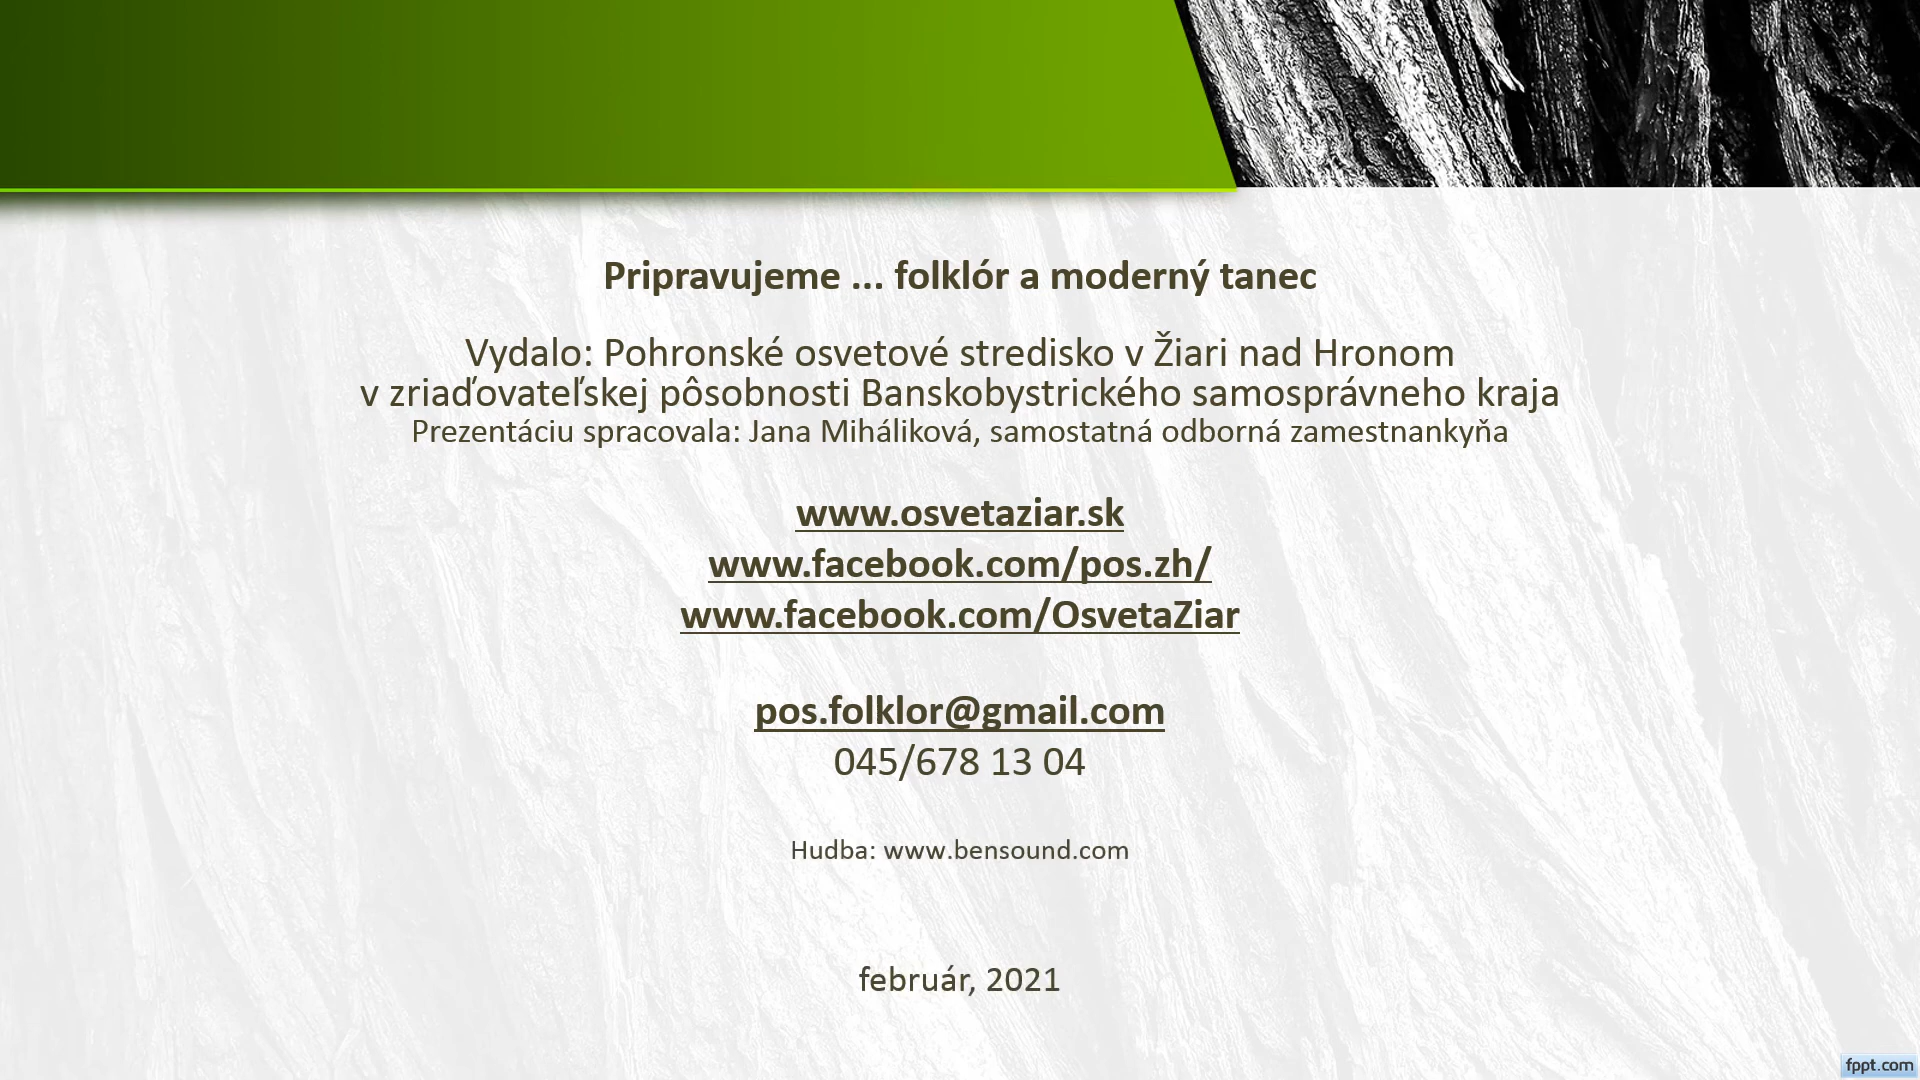 Pripravujeme ... folklór a moderný tanec
Vydalo: Pohronské osvetové stredisko v Žiari nad Hronom
v zriaďovateľskej pôsobnosti Banskobystrického samosprávneho kraja
Prezentáciu spracovala: Jana Miháliková, samostatná odborná zamestnankyňa
www.osvetaziar.sk
www.facebook.com/pos.zh/
www.facebook.com/OsvetaZiar
pos.folklor@gmail.com
045/678 13 04
Hudba: www.bensound.com
február, 2021
fppt.com